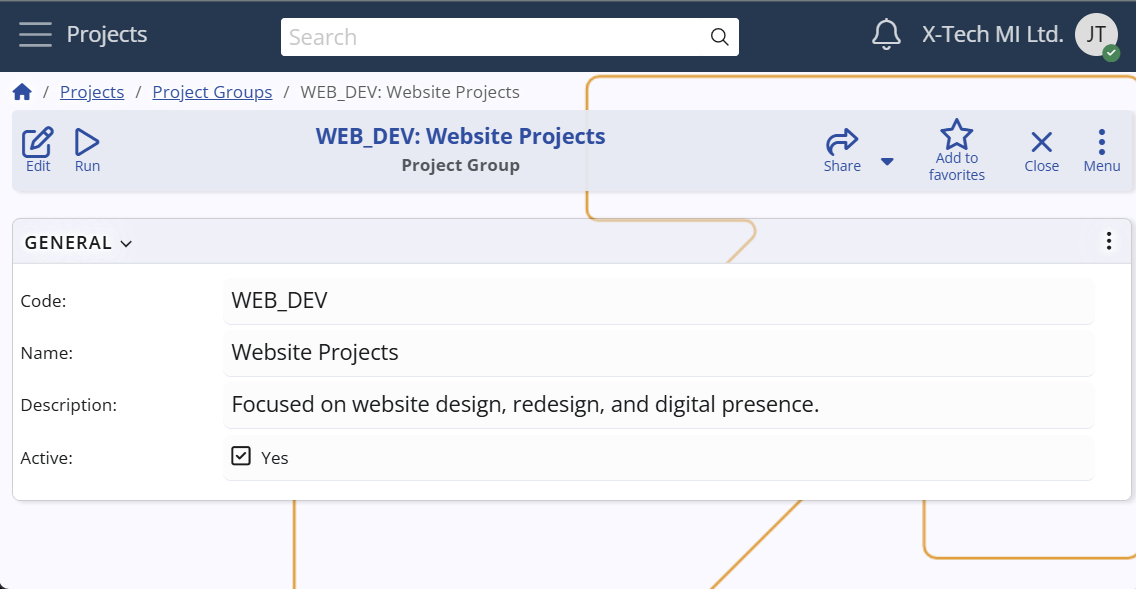 Projects Search X-Tech MI Ltd. JT
/ Projects / Project Groups / WEB_DEV: Website Projects
WEB_DEV: Website Projects
Project Group
Edit Run Share Add to favorites Close Menu
GENERAL
Code: WEB_DEV
Name: Website Projects
Description: Focused on website design, redesign, and digital presence.
Active: Yes